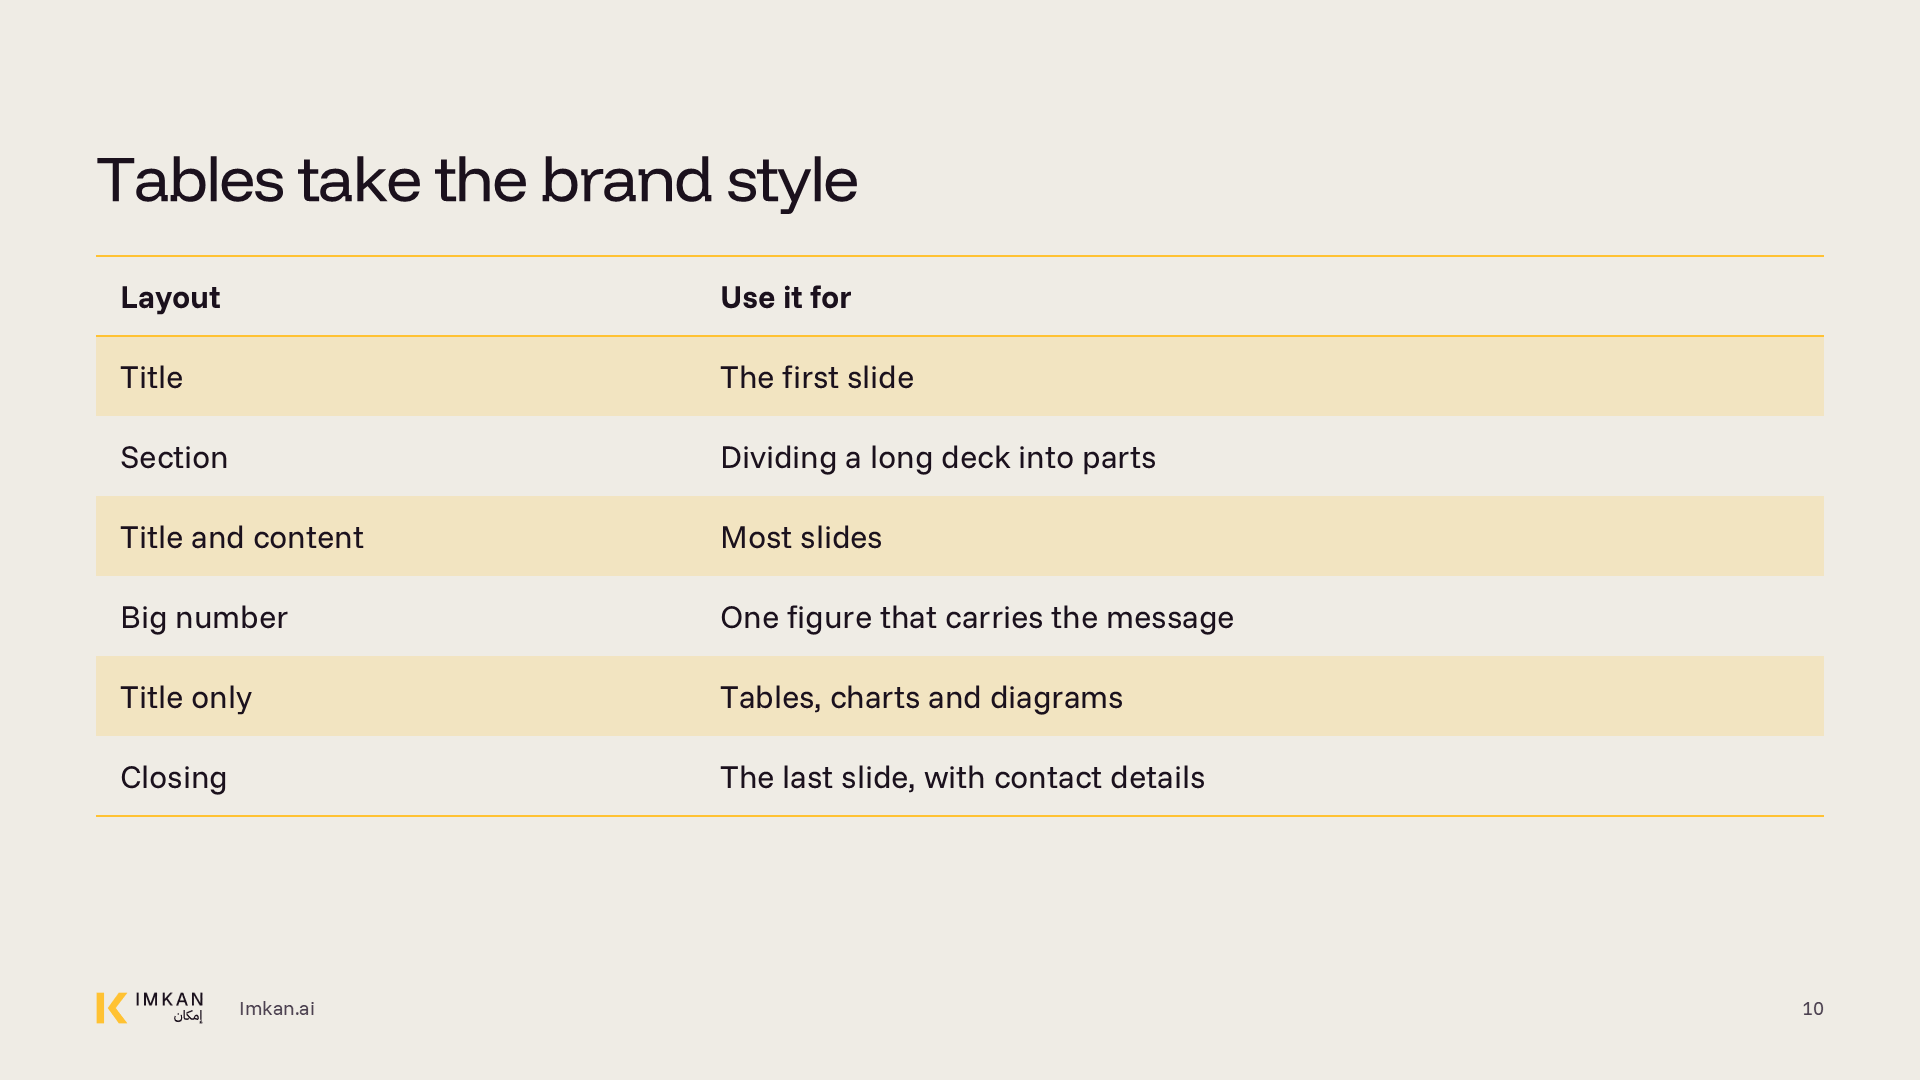 Tables take the brand style
Layout Use it for
Title The first slide
Section Dividing a long deck into parts
Title and content Most slides
Big number One figure that carries the message
Title only Tables, charts and diagrams
Closing The last slide, with contact details
IMKAN
إمكان
Imkan.ai
10